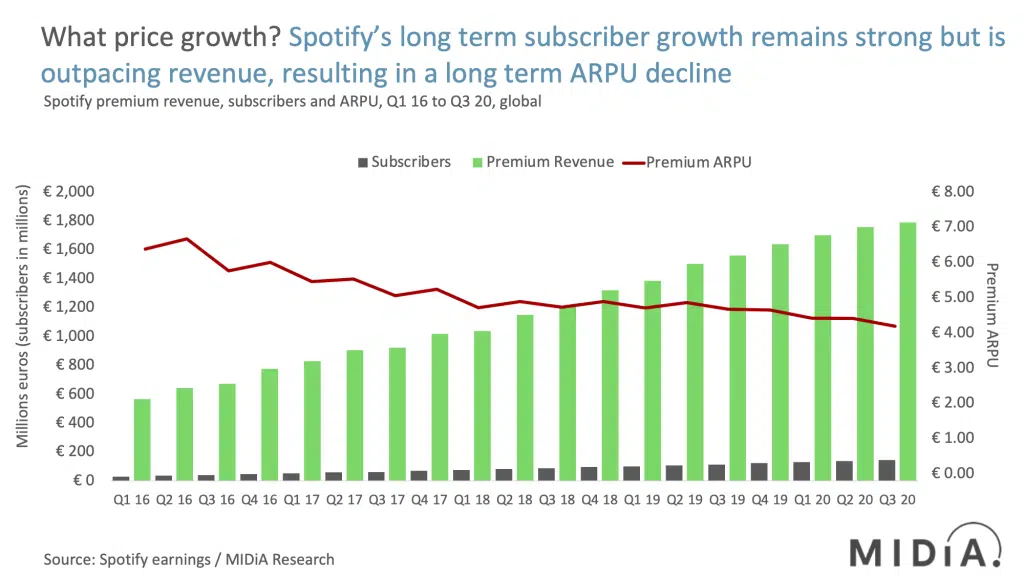 What price growth? Spotify’s long term subscriber growth remains strong but is
outpacing revenue, resulting in a long term ARPU decline
Spotify premium revenue, subscribers and ARPU, Q1 16 to Q3 20, global
Subscribers Premium Revenue Premium ARPU
Millions euros (subscribers in millions)
€ 2,000
€ 1,800
€ 1,600
€ 1,400
€ 1,200
€ 1,000
€ 800
€ 600
€ 400
€ 200
€ 0
€ 8.00
€ 7.00
€ 6.00
€ 5.00
€ 4.00
€ 3.00
€ 2.00
€ 1.00
€ 0.00
Premium ARPU
Q1 16 Q2 16 Q3 16 Q4 16 Q1 17 Q2 17 Q3 17 Q4 17 Q1 18 Q2 18 Q3 18 Q4 18 Q1 19 Q2 19 Q3 19 Q4 19 Q1 20 Q2 20 Q3 20
Source: Spotify earnings / MIDiA Research
MIDiA.